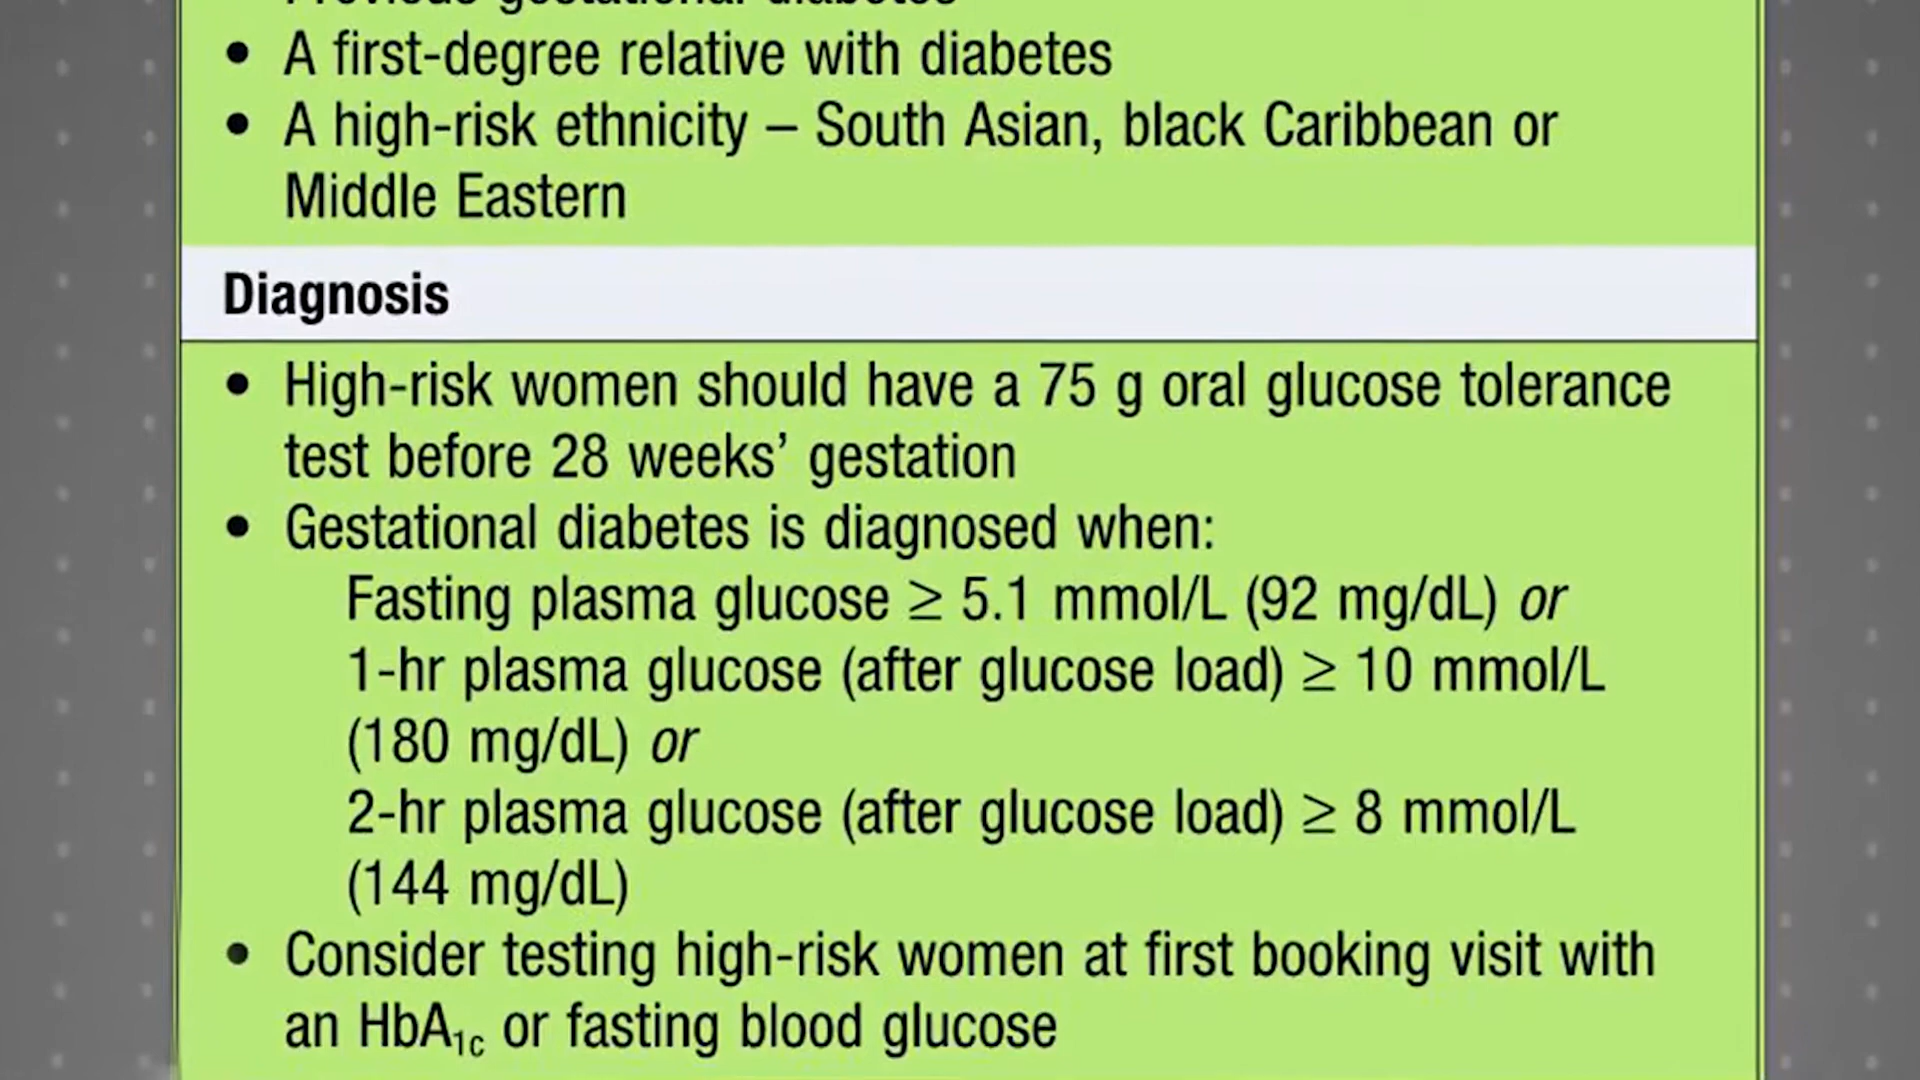 Previous gestational diabetes
• A first-degree relative with diabetes
• A high-risk ethnicity – South Asian, black Caribbean or
Middle Eastern
Diagnosis
• High-risk women should have a 75 g oral glucose tolerance
test before 28 weeks’ gestation
• Gestational diabetes is diagnosed when:
Fasting plasma glucose ≥ 5.1 mmol/L (92 mg/dL) or
1-hr plasma glucose (after glucose load) ≥ 10 mmol/L
(180 mg/dL) or
2-hr plasma glucose (after glucose load) ≥ 8 mmol/L
(144 mg/dL)
• Consider testing high-risk women at first booking visit with
an HbA1c or fasting blood glucose